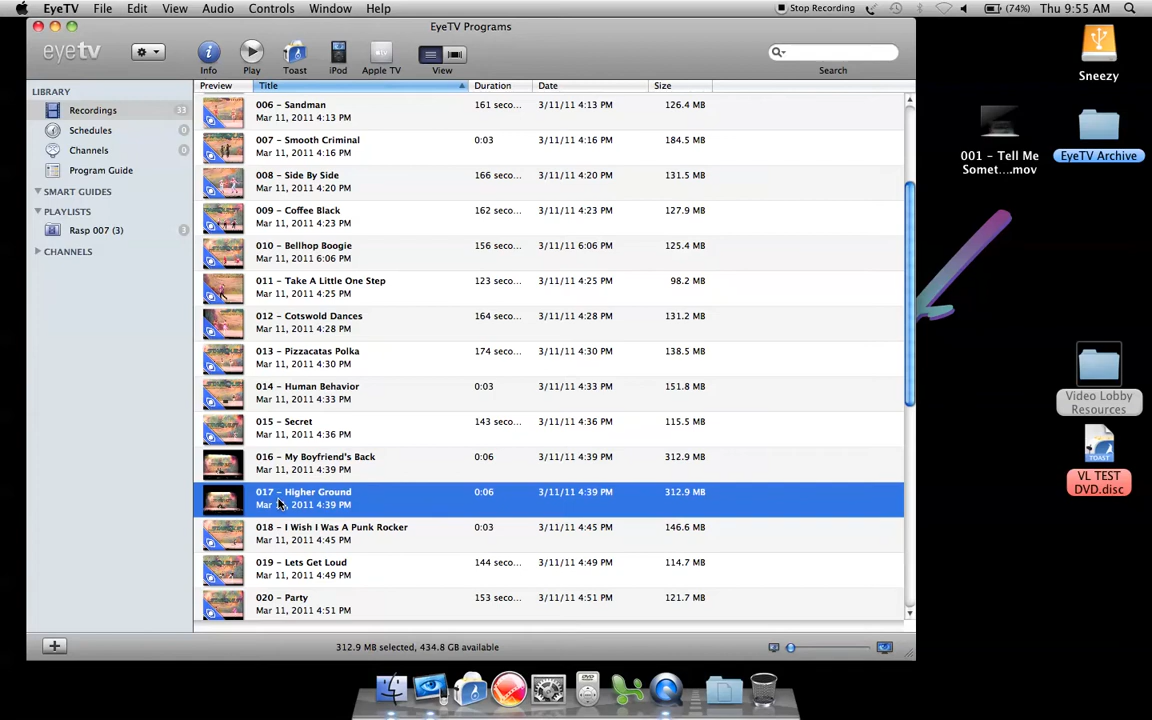 EyeTV File Edit View Audio Controls Window Help Stop Recording (74%) Thu 9:55 AM
EyeTV Programs
eyetv
Info Play Toast iPod Apple TV View Search
LIBRARY
Recordings 33
Schedules 0
Channels 0
Program Guide
SMART GUIDES
PLAYLISTS
Rasp 007 (3) 3
CHANNELS
Preview Title Duration Date Size
006 – Sandman 161 seco... 3/11/11 4:13 PM 126.4 MB
Mar 11, 2011 4:13 PM
007 – Smooth Criminal 0:03 3/11/11 4:16 PM 184.5 MB
Mar 11, 2011 4:16 PM
008 – Side By Side 166 seco... 3/11/11 4:20 PM 131.5 MB
Mar 11, 2011 4:20 PM
009 – Coffee Black 162 seco... 3/11/11 4:23 PM 127.9 MB
Mar 11, 2011 4:23 PM
010 – Bellhop Boogie 156 seco... 3/11/11 6:06 PM 125.4 MB
Mar 11, 2011 6:06 PM
011 – Take A Little One Step 123 seco... 3/11/11 4:25 PM 98.2 MB
Mar 11, 2011 4:25 PM
012 – Cotswold Dances 164 seco... 3/11/11 4:28 PM 131.2 MB
Mar 11, 2011 4:28 PM
013 – Pizzacatas Polka 174 seco... 3/11/11 4:30 PM 138.5 MB
Mar 11, 2011 4:30 PM
014 – Human Behavior 0:03 3/11/11 4:33 PM 151.8 MB
Mar 11, 2011 4:33 PM
015 – Secret 143 seco... 3/11/11 4:36 PM 115.5 MB
Mar 11, 2011 4:36 PM
016 – My Boyfriend's Back 0:06 3/11/11 4:39 PM 312.9 MB
Mar 11, 2011 4:39 PM
017 – Higher Ground 0:06 3/11/11 4:39 PM 312.9 MB
Mar 11, 2011 4:39 PM
018 – I Wish I Was A Punk Rocker 0:03 3/11/11 4:45 PM 146.6 MB
Mar 11, 2011 4:45 PM
019 – Lets Get Loud 144 seco... 3/11/11 4:49 PM 114.7 MB
Mar 11, 2011 4:49 PM
020 – Party 153 seco... 3/11/11 4:51 PM 121.7 MB
Mar 11, 2011 4:51 PM
312.9 MB selected, 434.8 GB available
Sneezy
001 – Tell Me
Somet....mov
EyeTV Archive
Video Lobby
Resources
TOAST
VL TEST
DVD.disc